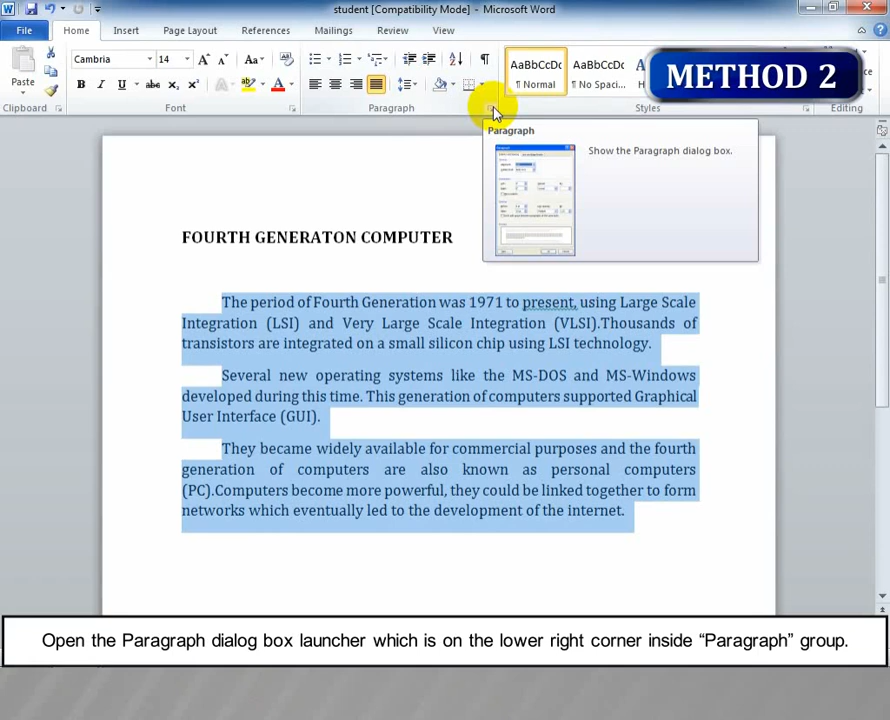 student [Compatibility Mode] - Microsoft Word
File Home Insert Page Layout References Mailings Review View
Cambria 14 Aa
Paste B I U abc X₂ X² A
AaBbCcDc AaBbCcDc
¶ Normal ¶ No Spaci...
METHOD 2
Clipboard Font Paragraph Styles Editing
Paragraph
Show the Paragraph dialog box.
FOURTH GENERATON COMPUTER
The period of Fourth Generation was 1971 to present, using Large Scale
Integration (LSI) and Very Large Scale Integration (VLSI).Thousands of
transistors are integrated on a small silicon chip using LSI technology.
Several new operating systems like the MS-DOS and MS-Windows
developed during this time. This generation of computers supported Graphical
User Interface (GUI).
They became widely available for commercial purposes and the fourth
generation of computers are also known as personal computers
(PC).Computers become more powerful, they could be linked together to form
networks which eventually led to the development of the internet.
Open the Paragraph dialog box launcher which is on the lower right corner inside “Paragraph” group.